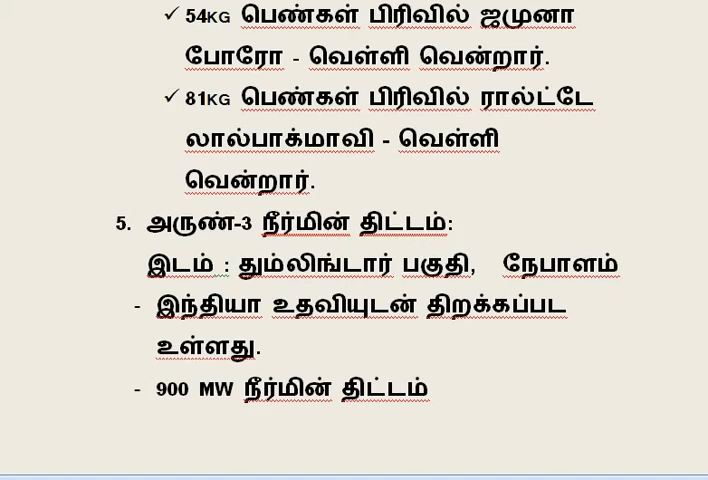 ✓ 54KG பெண்கள் பிரிவில் ஜமுனா
போரோ - வெள்ளி வென்றார்.
✓ 81KG பெண்கள் பிரிவில் ரால்ட்டே
லால்பாக்மாவி - வெள்ளி
வென்றார்.
5. அருண்-3 நீர்மின் திட்டம்:
இடம் : தும்லிங்டார் பகுதி, நேபாளம்
- இந்தியா உதவியுடன் திறக்கப்பட
உள்ளது.
- 900 MW நீர்மின் திட்டம்